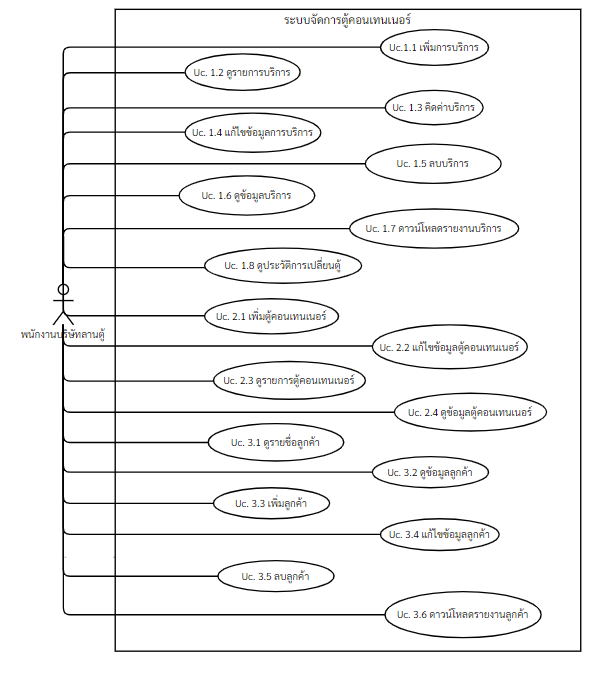 ระบบจัดการตู้คอนเทนเนอร์
Uc.1.1 เพิ่มการบริการ
Uc. 1.2 ดูรายการบริการ
Uc. 1.3 คิดค่าบริการ
Uc. 1.4 แก้ไขข้อมูลการบริการ
Uc. 1.5 ลบบริการ
Uc. 1.6 ดูข้อมูลบริการ
Uc. 1.7 ดาวน์โหลดรายงานบริการ
Uc. 1.8 ดูประวัติการเปลี่ยนตู้
Uc. 2.1 เพิ่มตู้คอนเทนเนอร์
พนักงานบริษัทลานตู้
Uc. 2.2 แก้ไขข้อมูลตู้คอนเทนเนอร์
Uc. 2.3 ดูรายการตู้คอนเทนเนอร์
Uc. 2.4 ดูข้อมูลตู้คอนเทนเนอร์
Uc. 3.1 ดูรายชื่อลูกค้า
Uc. 3.2 ดูข้อมูลลูกค้า
Uc. 3.3 เพิ่มลูกค้า
Uc. 3.4 แก้ไขข้อมูลลูกค้า
Uc. 3.5 ลบลูกค้า
Uc. 3.6 ดาวน์โหลดรายงานลูกค้า